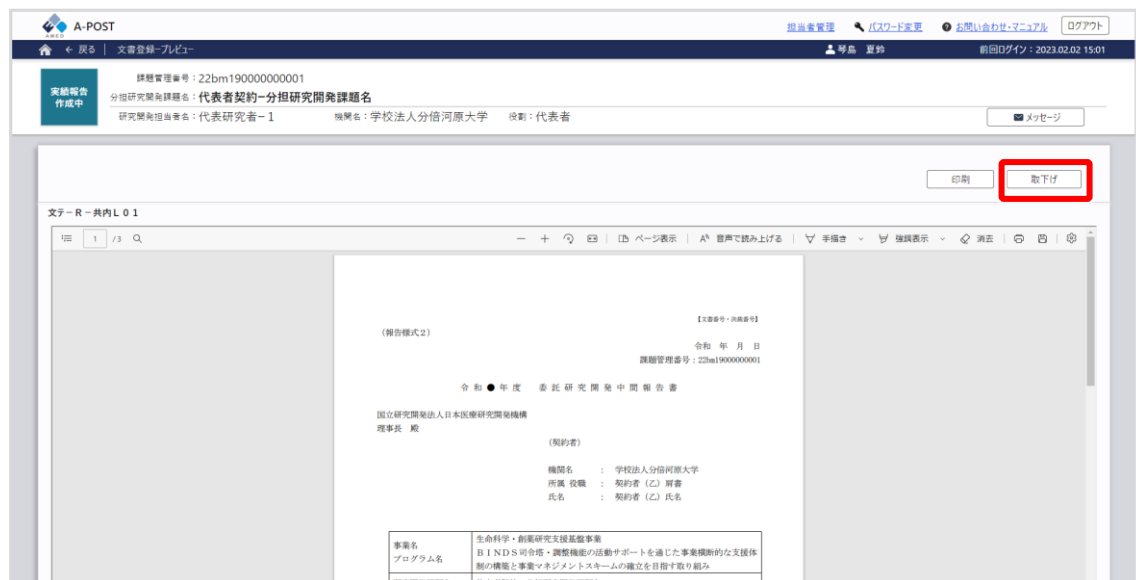 AMED A-POST 担当者管理 パスワード変更 お問い合わせ・マニュアル ログアウト
← 戻る | 文書登録-プレビュー 琴島 夏鈴 前回ログイン：2023.02.02 15:01
実績報告
作成中
課題管理番号：22bm190000000001
分担研究開発課題名：代表者契約−分担研究開発課題名
研究開発担当者名：代表研究者−１ 機関名：学校法人分倍河原大学 役割：代表者
メッセージ
印刷 取下げ
文テ−Ｒ−共内Ｌ０１
1 /3 ページ表示 音声で読み上げる 手描き 強調表示 消去
【文書番号・決裁番号】
（報告様式２）
令和 年 月 日
課題管理番号：22bm1900000001
令和●年度 委託研究開発中間報告書
国立研究開発法人日本医療研究開発機構
理事長 殿
（契約者）
機関名 ： 学校法人分倍河原大学
所属 役職 ： 契約者（乙）肩書
氏名 ： 契約者（乙）氏名
事業名
プログラム名
生命科学・創薬研究支援基盤事業
ＢＩＮＤＳ司令塔・調整機能の活動サポートを通じた事業横断的な支援体
制の構築と事業マネジメントスキームの確立を目指す取り組み